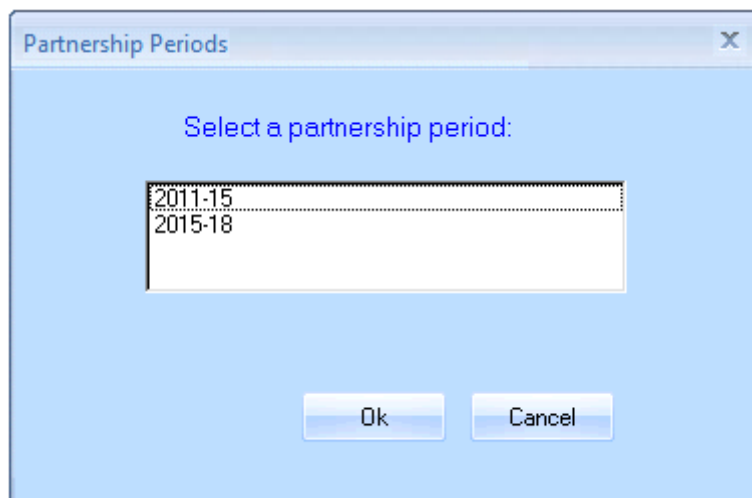 Partnership Periods
Select a partnership period:
2011-15
2015-18
Ok Cancel